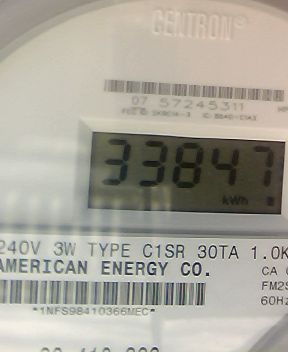 CENTRON®
07 57245311
33847
kWh
240V 3W TYPE C1SR 30TA 1.0K
AMERICAN ENERGY CO.
CA
FM2S
60Hz
*1NFS98410366MEC*